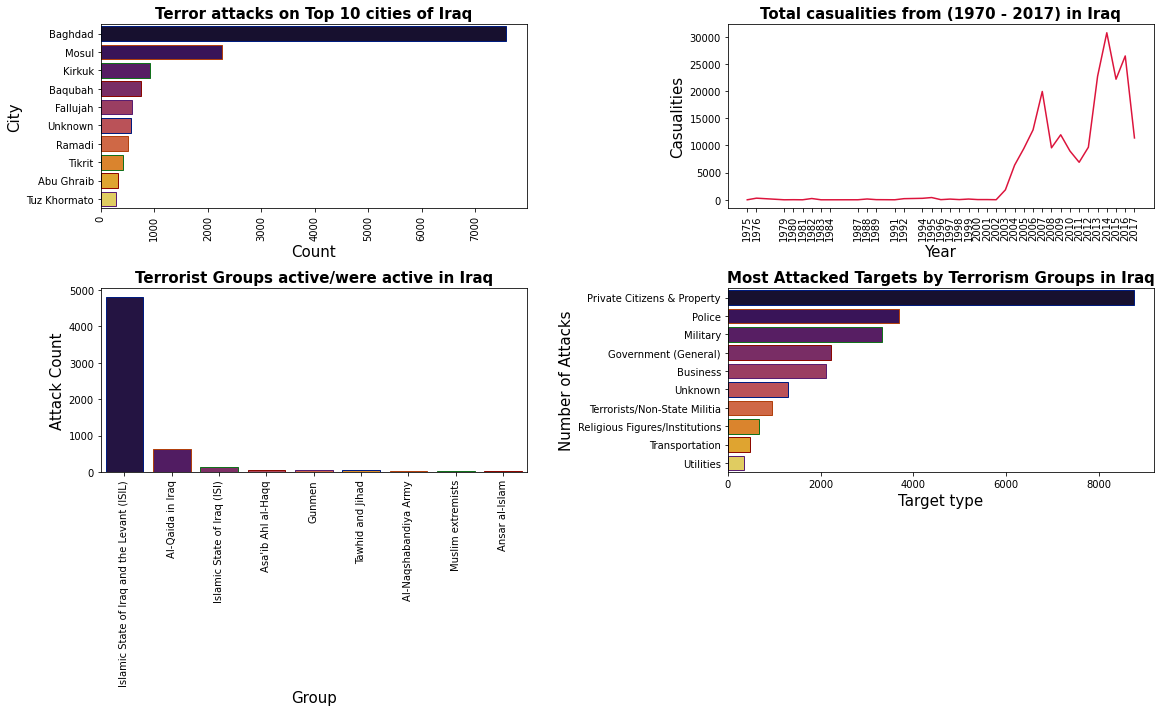 Terror attacks on Top 10 cities of Iraq
City
Baghdad
Mosul
Kirkuk
Baqubah
Fallujah
Unknown
Ramadi
Tikrit
Abu Ghraib
Tuz Khormato
0 1000 2000 3000 4000 5000 6000 7000
Count
Total casualities from (1970 - 2017) in Iraq
Casualities
30000
25000
20000
15000
10000
5000
0
1975 1976 1979 1980 1981 1982 1983 1984 1987 1988 1989 1991 1992 1994 1995 1996 1997 1998 1999 2000 2001 2002 2003 2004 2005 2006 2007 2008 2009 2010 2011 2012 2013 2014 2015 2016 2017
Year
Terrorist Groups active/were active in Iraq
Attack Count
5000
4000
3000
2000
1000
0
Islamic State of Iraq and the Levant (ISIL)
Al-Qaida in Iraq
Islamic State of Iraq (ISI)
Asa'ib Ahl al-Haqq
Gunmen
Tawhid and Jihad
Al-Naqshabandiya Army
Muslim extremists
Ansar al-Islam
Group
Most Attacked Targets by Terrorism Groups in Iraq
Number of Attacks
Private Citizens & Property
Police
Military
Government (General)
Business
Unknown
Terrorists/Non-State Militia
Religious Figures/Institutions
Transportation
Utilities
0 2000 4000 6000 8000
Target type